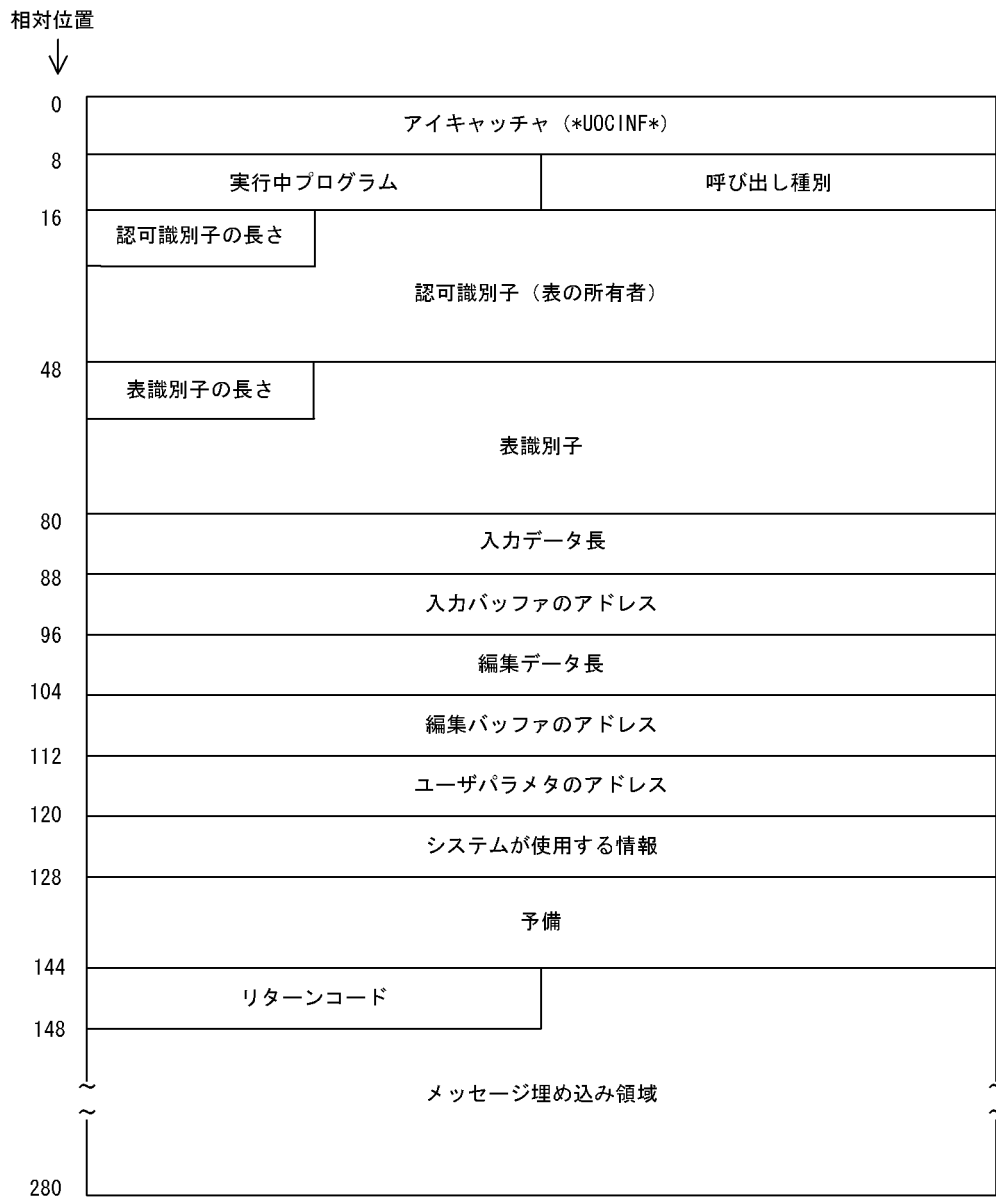 相対位置
↓
0
アイキャッチャ（*UOCINF*）
8
実行中プログラム 呼び出し種別
16
認可識別子の長さ
認可識別子（表の所有者）
48
表識別子の長さ
表識別子
80
入力データ長
88
入力バッファのアドレス
96
編集データ長
104
編集バッファのアドレス
112
ユーザパラメタのアドレス
120
システムが使用する情報
128
予備
144
リターンコード
148
～ ～
メッセージ埋め込み領域
～ ～
280